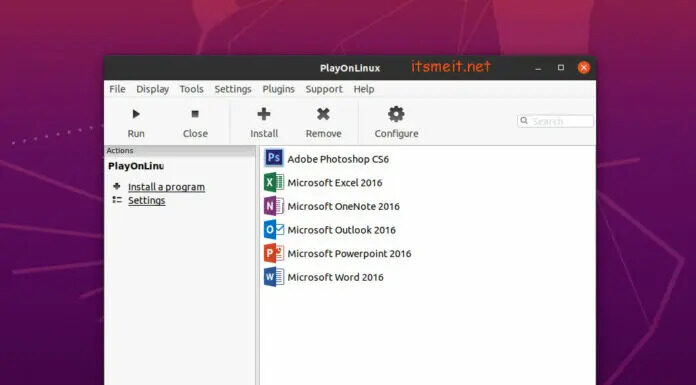 PlayOnLinux
itsmeit.net
File Display Tools Settings Plugins Support Help
Run Close Install Remove Configure
Search
Actions
PlayOnLinu
Install a program
Settings
Ps Adobe Photoshop CS6
X Microsoft Excel 2016
N Microsoft OneNote 2016
O Microsoft Outlook 2016
P Microsoft Powerpoint 2016
W Microsoft Word 2016